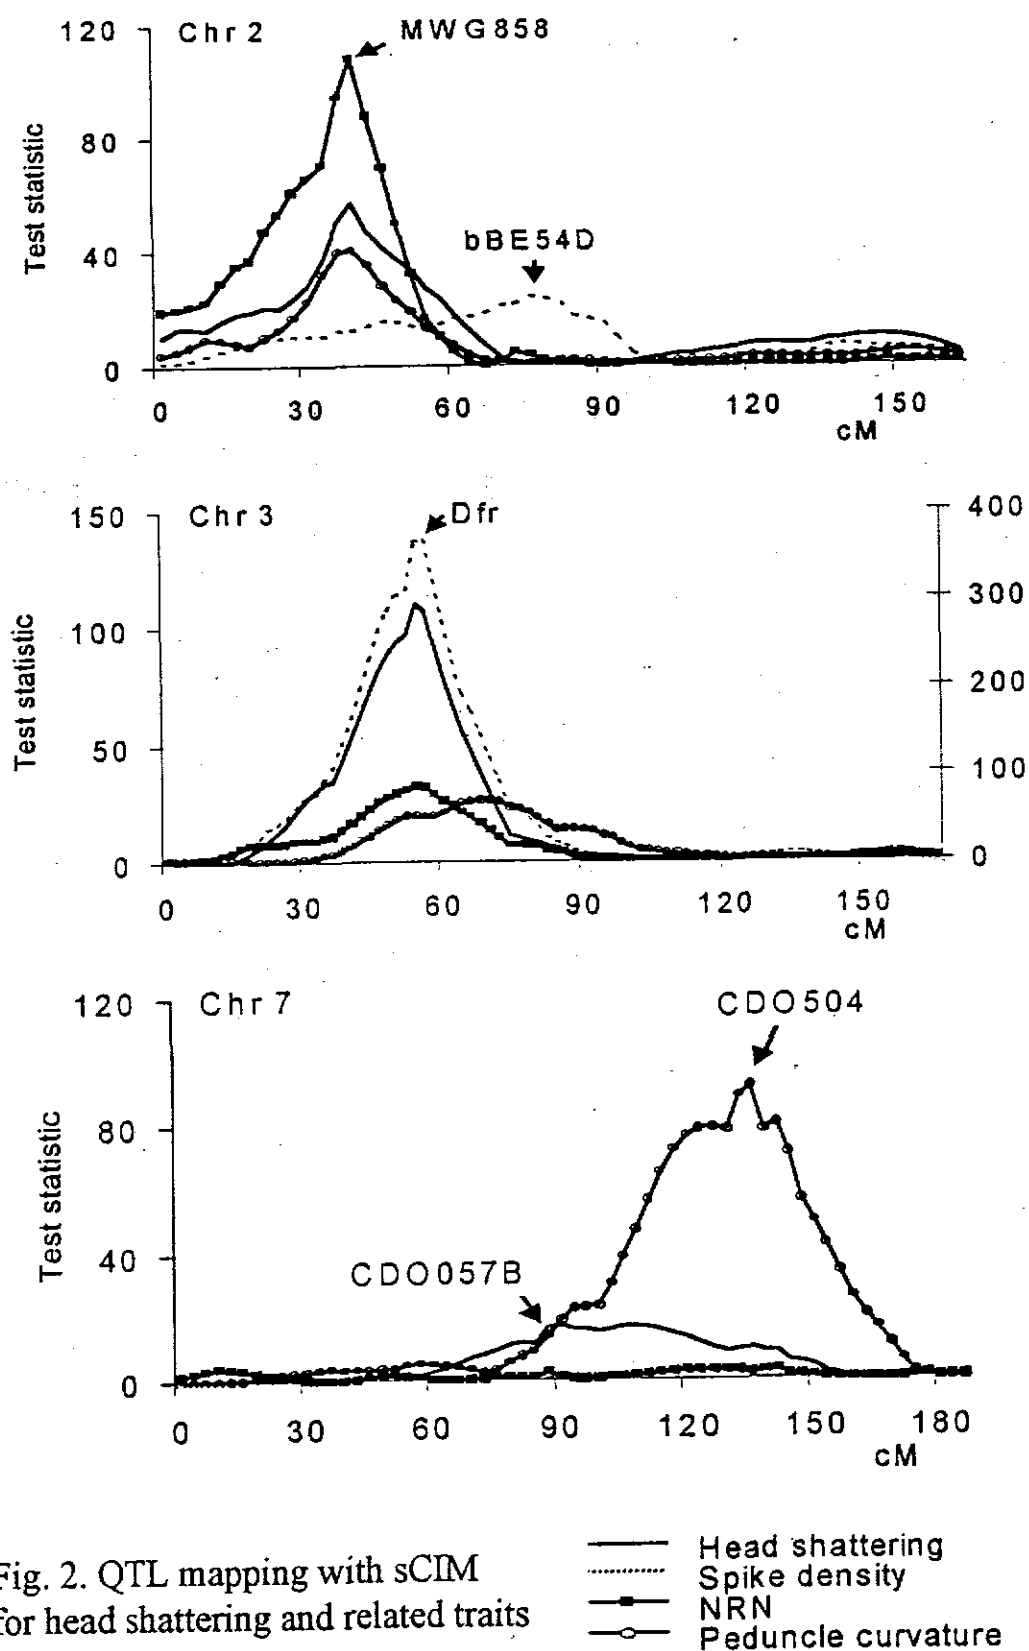 120 Chr 2 MWG858
80
Test statistic
bBE54D
40
0
0 30 60 90 120 150
cM
150 Chr 3 Dfr 400
300
100
Test statistic
200
50
100
0 0
0 30 60 90 120 150
cM
120 Chr 7 CDO504
80
Test statistic
40 CDO057B
0
0 30 60 90 120 150 180
cM
Fig. 2. QTL mapping with sCIM
for head shattering and related traits
Head shattering
Spike density
NRN
Peduncle curvature